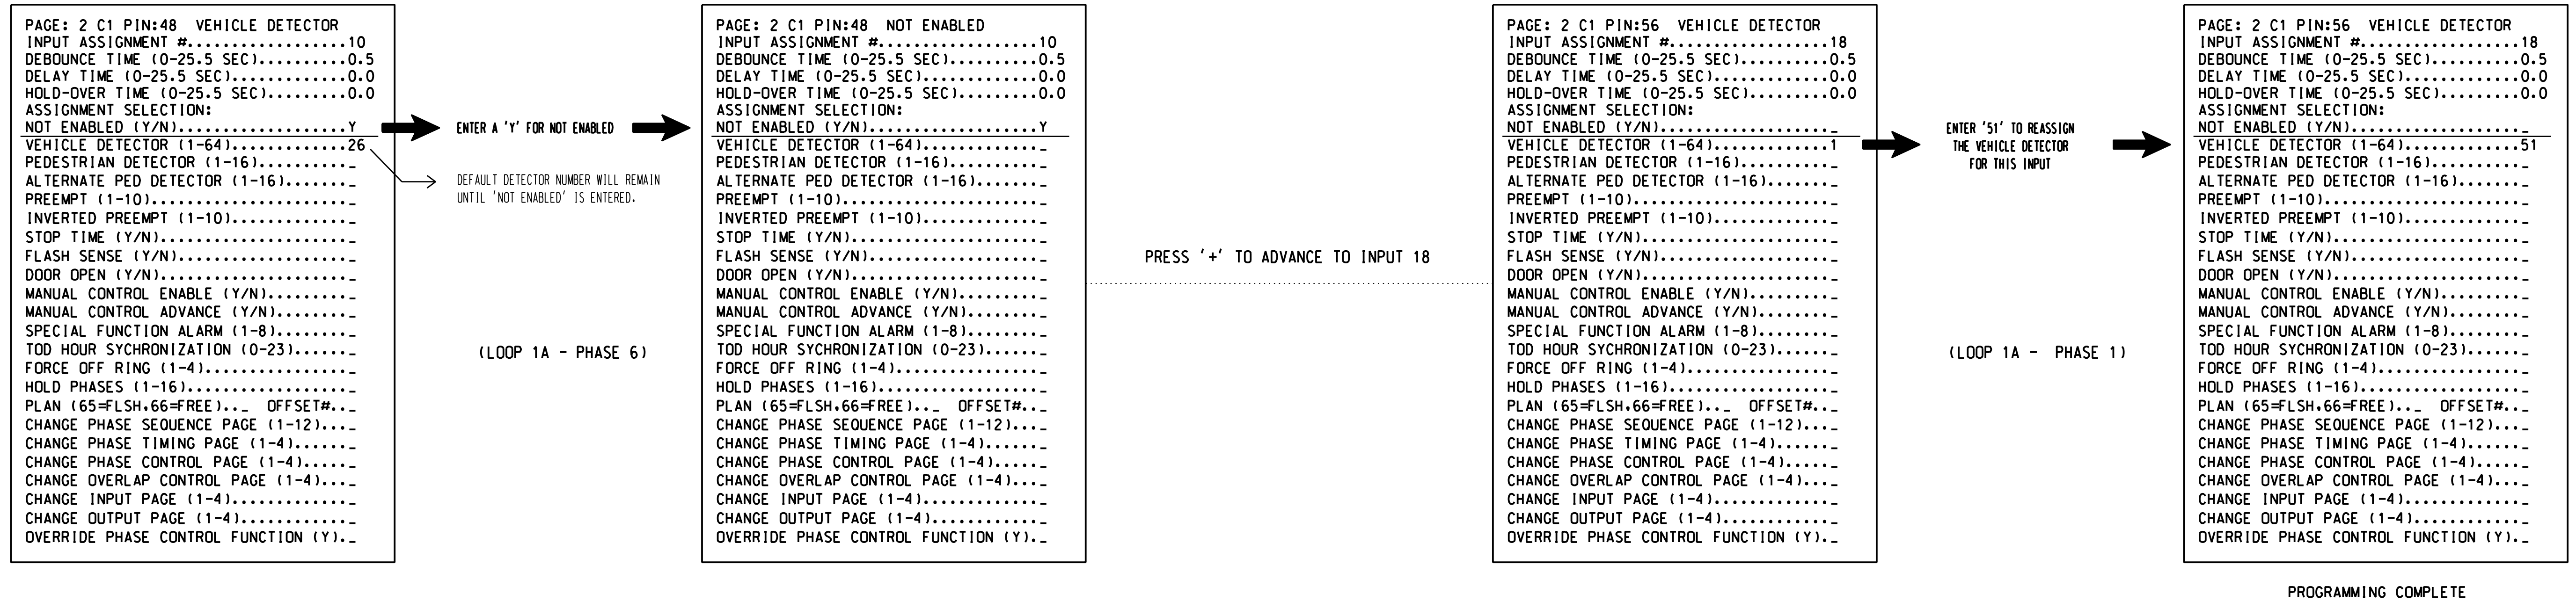 PAGE: 2 C1 PIN:48 VEHICLE DETECTOR
INPUT ASSIGNMENT #..................10
DEBOUNCE TIME (0-25.5 SEC)..........0.5
DELAY TIME (0-25.5 SEC).............0.0
HOLD-OVER TIME (0-25.5 SEC).........0.0
ASSIGNMENT SELECTION:
NOT ENABLED (Y/N)...................Y
VEHICLE DETECTOR (1-64).............26
PEDESTRIAN DETECTOR (1-16).........._
ALTERNATE PED DETECTOR (1-16)......._
PREEMPT (1-10)......................_
INVERTED PREEMPT (1-10)............._
STOP TIME (Y/N)....................._
FLASH SENSE (Y/N)..................._
DOOR OPEN (Y/N)....................._
MANUAL CONTROL ENABLE (Y/N)........._
MANUAL CONTROL ADVANCE (Y/N)........_
SPECIAL FUNCTION ALARM (1-8)........_
TOD HOUR SYCHRONIZATION (0-23)......_
FORCE OFF RING (1-4)................_
HOLD PHASES (1-16).................._
PLAN (65=FLSH,66=FREE).._ OFFSET#.._
CHANGE PHASE SEQUENCE PAGE (1-12)..._
CHANGE PHASE TIMING PAGE (1-4)......_
CHANGE PHASE CONTROL PAGE (1-4)....._
CHANGE OVERLAP CONTROL PAGE (1-4)..._
CHANGE INPUT PAGE (1-4)............._
CHANGE OUTPUT PAGE (1-4)............_
OVERRIDE PHASE CONTROL FUNCTION (Y)._
ENTER A 'Y' FOR NOT ENABLED
DEFAULT DETECTOR NUMBER WILL REMAIN
UNTIL 'NOT ENABLED' IS ENTERED.
(LOOP 1A - PHASE 6)
PAGE: 2 C1 PIN:48 NOT ENABLED
INPUT ASSIGNMENT #..................10
DEBOUNCE TIME (0-25.5 SEC)..........0.5
DELAY TIME (0-25.5 SEC).............0.0
HOLD-OVER TIME (0-25.5 SEC).........0.0
ASSIGNMENT SELECTION:
NOT ENABLED (Y/N)...................Y
VEHICLE DETECTOR (1-64)............._
PEDESTRIAN DETECTOR (1-16).........._
ALTERNATE PED DETECTOR (1-16)......._
PREEMPT (1-10)......................_
INVERTED PREEMPT (1-10)............._
STOP TIME (Y/N)....................._
FLASH SENSE (Y/N)..................._
DOOR OPEN (Y/N)....................._
MANUAL CONTROL ENABLE (Y/N)........._
MANUAL CONTROL ADVANCE (Y/N)........_
SPECIAL FUNCTION ALARM (1-8)........_
TOD HOUR SYCHRONIZATION (0-23)......_
FORCE OFF RING (1-4)................_
HOLD PHASES (1-16).................._
PLAN (65=FLSH,66=FREE).._ OFFSET#.._
CHANGE PHASE SEQUENCE PAGE (1-12)..._
CHANGE PHASE TIMING PAGE (1-4)......_
CHANGE PHASE CONTROL PAGE (1-4)....._
CHANGE OVERLAP CONTROL PAGE (1-4)..._
CHANGE INPUT PAGE (1-4)............._
CHANGE OUTPUT PAGE (1-4)............_
OVERRIDE PHASE CONTROL FUNCTION (Y)._
PRESS '+' TO ADVANCE TO INPUT 18
PAGE: 2 C1 PIN:56 VEHICLE DETECTOR
INPUT ASSIGNMENT #..................18
DEBOUNCE TIME (0-25.5 SEC)..........0.5
DELAY TIME (0-25.5 SEC).............0.0
HOLD-OVER TIME (0-25.5 SEC).........0.0
ASSIGNMENT SELECTION:
NOT ENABLED (Y/N)..................._
VEHICLE DETECTOR (1-64).............1
PEDESTRIAN DETECTOR (1-16).........._
ALTERNATE PED DETECTOR (1-16)......._
PREEMPT (1-10)......................_
INVERTED PREEMPT (1-10)............._
STOP TIME (Y/N)....................._
FLASH SENSE (Y/N)..................._
DOOR OPEN (Y/N)....................._
MANUAL CONTROL ENABLE (Y/N)........._
MANUAL CONTROL ADVANCE (Y/N)........_
SPECIAL FUNCTION ALARM (1-8)........_
TOD HOUR SYCHRONIZATION (0-23)......_
FORCE OFF RING (1-4)................_
HOLD PHASES (1-16).................._
PLAN (65=FLSH,66=FREE).._ OFFSET#.._
CHANGE PHASE SEQUENCE PAGE (1-12)..._
CHANGE PHASE TIMING PAGE (1-4)......_
CHANGE PHASE CONTROL PAGE (1-4)....._
CHANGE OVERLAP CONTROL PAGE (1-4)..._
CHANGE INPUT PAGE (1-4)............._
CHANGE OUTPUT PAGE (1-4)............_
OVERRIDE PHASE CONTROL FUNCTION (Y)._
ENTER '51' TO REASSIGN
THE VEHICLE DETECTOR
FOR THIS INPUT
(LOOP 1A - PHASE 1)
PAGE: 2 C1 PIN:56 VEHICLE DETECTOR
INPUT ASSIGNMENT #..................18
DEBOUNCE TIME (0-25.5 SEC)..........0.5
DELAY TIME (0-25.5 SEC).............0.0
HOLD-OVER TIME (0-25.5 SEC).........0.0
ASSIGNMENT SELECTION:
NOT ENABLED (Y/N)..................._
VEHICLE DETECTOR (1-64).............51
PEDESTRIAN DETECTOR (1-16).........._
ALTERNATE PED DETECTOR (1-16)......._
PREEMPT (1-10)......................_
INVERTED PREEMPT (1-10)............._
STOP TIME (Y/N)....................._
FLASH SENSE (Y/N)..................._
DOOR OPEN (Y/N)....................._
MANUAL CONTROL ENABLE (Y/N)........._
MANUAL CONTROL ADVANCE (Y/N)........_
SPECIAL FUNCTION ALARM (1-8)........_
TOD HOUR SYCHRONIZATION (0-23)......_
FORCE OFF RING (1-4)................_
HOLD PHASES (1-16).................._
PLAN (65=FLSH,66=FREE).._ OFFSET#.._
CHANGE PHASE SEQUENCE PAGE (1-12)..._
CHANGE PHASE TIMING PAGE (1-4)......_
CHANGE PHASE CONTROL PAGE (1-4)....._
CHANGE OVERLAP CONTROL PAGE (1-4)..._
CHANGE INPUT PAGE (1-4)............._
CHANGE OUTPUT PAGE (1-4)............_
OVERRIDE PHASE CONTROL FUNCTION (Y)._
PROGRAMMING COMPLETE